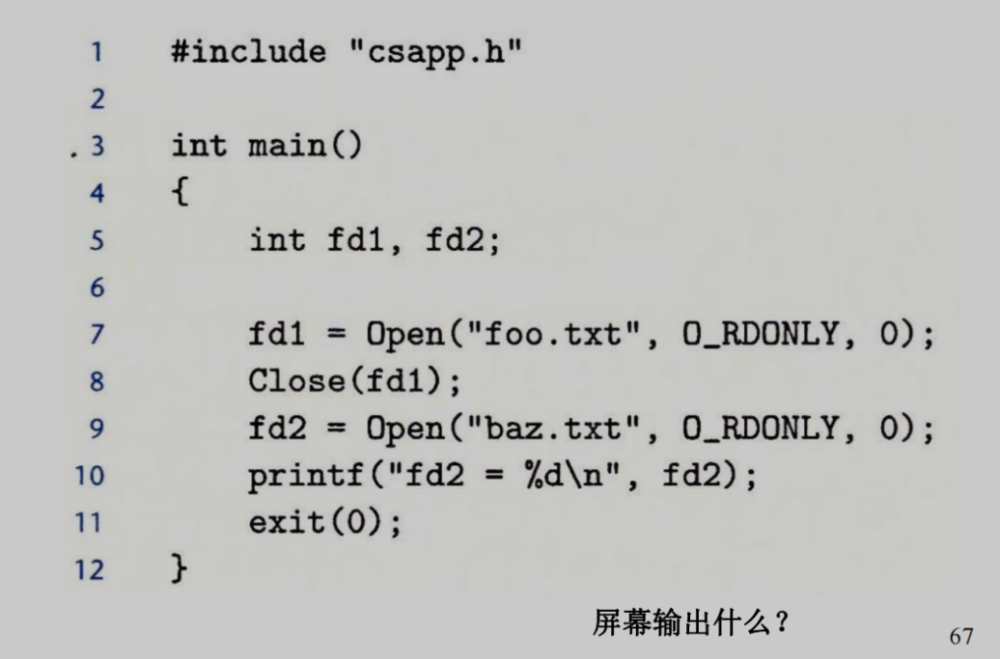 1 #include "csapp.h"
2
. 3 int main()
4 {
5     int fd1, fd2;
6
7     fd1 = Open("foo.txt", O_RDONLY, 0);
8     Close(fd1);
9     fd2 = Open("baz.txt", O_RDONLY, 0);
10     printf("fd2 = %d\n", fd2);
11     exit(0);
12 }
屏幕输出什么？
67